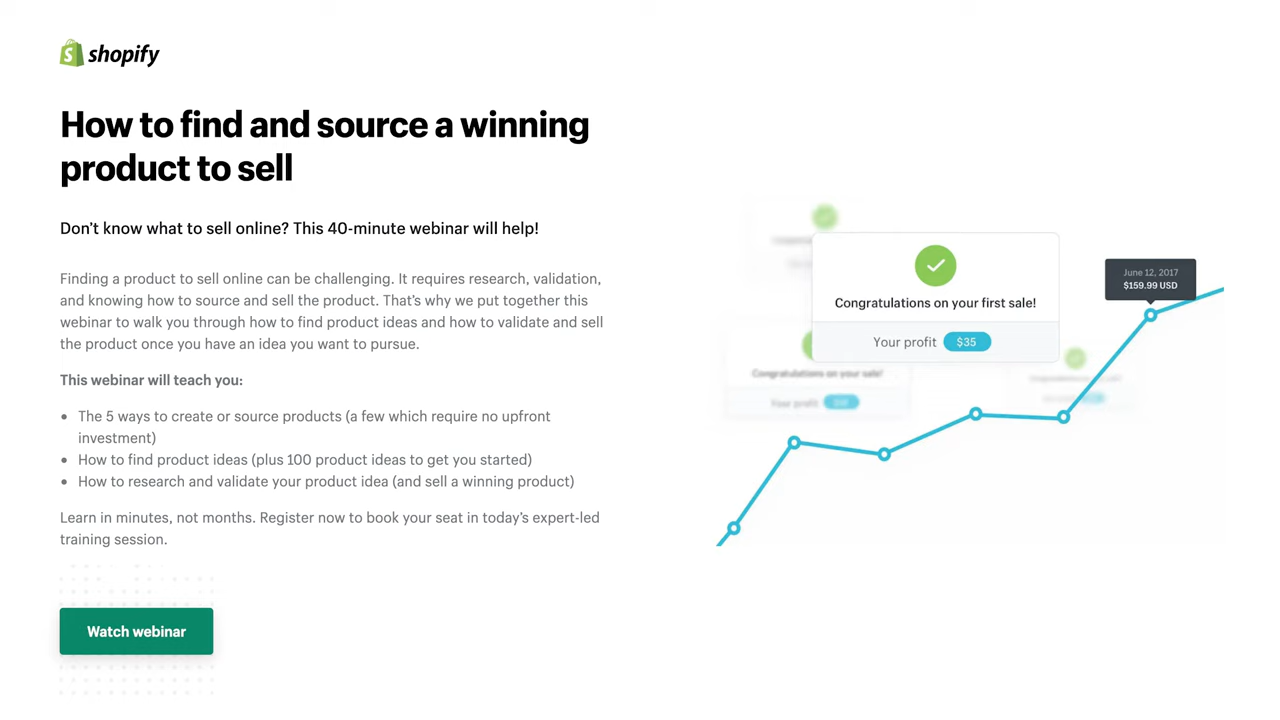 shopify
How to find and source a winning
product to sell
Don't know what to sell online? This 40-minute webinar will help!
Finding a product to sell online can be challenging. It requires research, validation,
and knowing how to source and sell the product. That's why we put together this
webinar to walk you through how to find product ideas and how to validate and sell
the product once you have an idea you want to pursue.
This webinar will teach you:
• The 5 ways to create or source products (a few which require no upfront
investment)
• How to find product ideas (plus 100 product ideas to get you started)
• How to research and validate your product idea (and sell a winning product)
Learn in minutes, not months. Register now to book your seat in today's expert-led
training session.
Watch webinar
Congratulations on your first sale!
Your profit $35
June 12, 2017
$159.99 USD
Congratulations on your sale!
Your profit